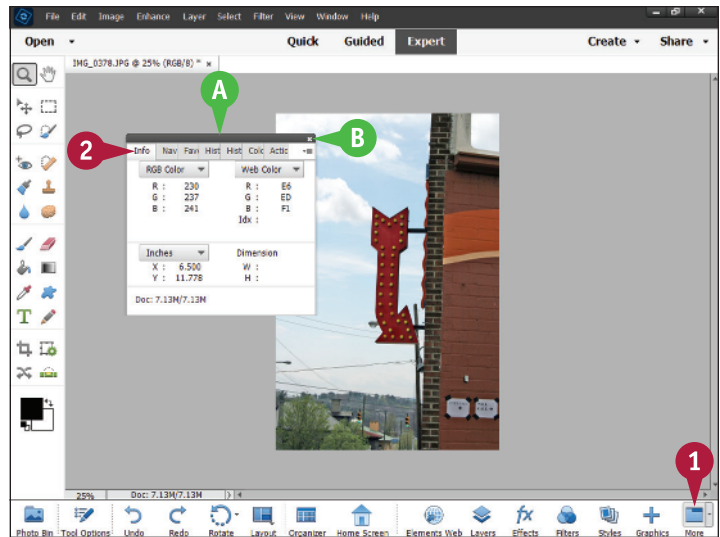 File Edit Image Enhance Layer Select Filter View Window Help
Open Quick Guided Expert Create Share
IMG_0378.JPG @ 25% (RGB/8) * x
A
B
2
Info Nav Favi Hist Hist Colc Actic
RGB Color Web Color
R : 230 R : E6
G : 237 G : ED
B : 241 B : F1
Idx :
Inches Dimension
X : 6.500 W :
Y : 11.778 H :
Doc: 7.13M/7.13M
T
1
25% Doc: 7.13M/7.13M
fx
Photo Bin Tool Options Undo Redo Rotate Layout Organizer Home Screen Elements Web Layers Effects Filters Styles Graphics More